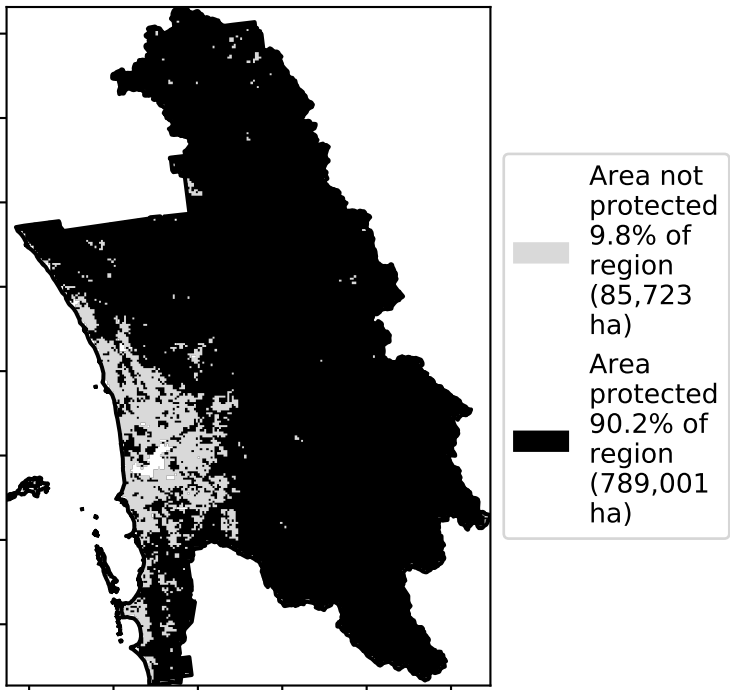 Area not
protected
9.8% of
region
(85,723
ha)
Area
protected
90.2% of
region
(789,001
ha)